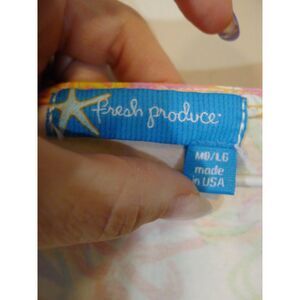 fresh produce
MD/LG
made
in USA